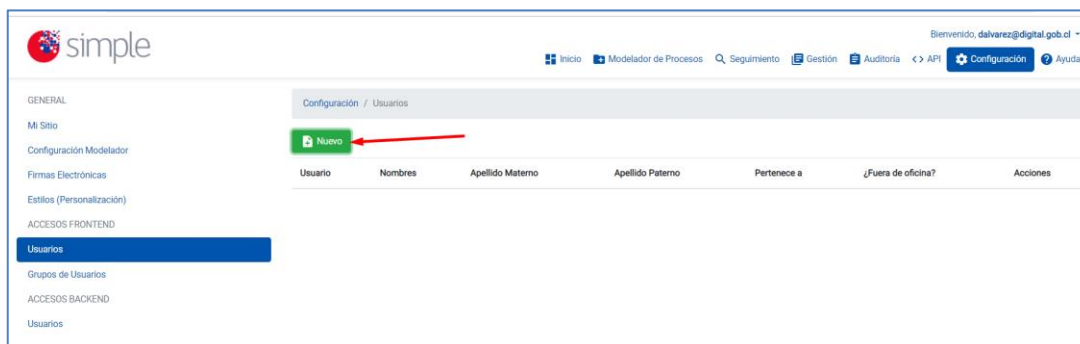 simple
Bienvenido, dalvarez@digital.gob.cl
Inicio Modelador de Procesos Seguimiento Gestión Auditoría <> API Configuración Ayuda
GENERAL
Mi Sitio
Configuración Modelador
Firmas Electrónicas
Estilos (Personalización)
ACCESOS FRONTEND
Usuarios
Grupos de Usuarios
ACCESOS BACKEND
Usuarios
Configuración / Usuarios
Nuevo
Usuario Nombres Apellido Materno Apellido Paterno Pertenece a ¿Fuera de oficina? Acciones